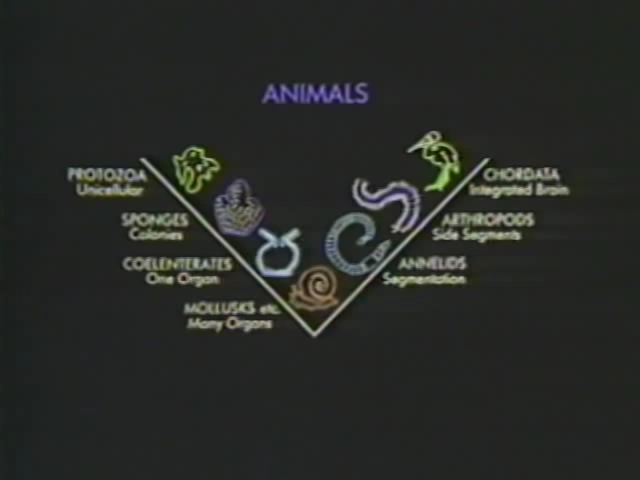 ANIMALS
PROTOZOA
Unicellular
SPONGES
Colonies
COELENTERATES
One Organ
MOLLUSKS etc.
Many Organs
CHORDATA
Integrated Brain
ARTHROPODS
Side Segments
ANNELIDS
Segmentation